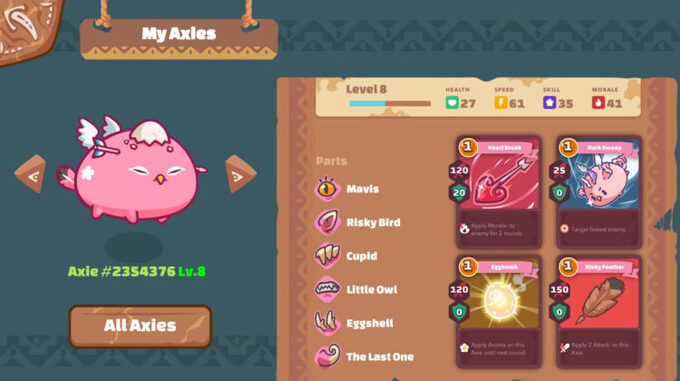 My Axies
Level 8
HEALTH
27
SPEED
61
SKILL
35
MORALE
41
Axie #2354376 Lv.8
All Axies
Parts
Mavis
Risky Bird
Cupid
Little Owl
Eggshell
The Last One
1
Heart Break
120
20
Apply Morale- to
enemy for 2 rounds.
1
Dark Swoop
25
0
Target fastest enemy.
1
Eggbomb
120
0
Apply Aroma on this
Axie until next round.
1
Risky Feather
150
0
Apply 2 Attack- to this
Axie.